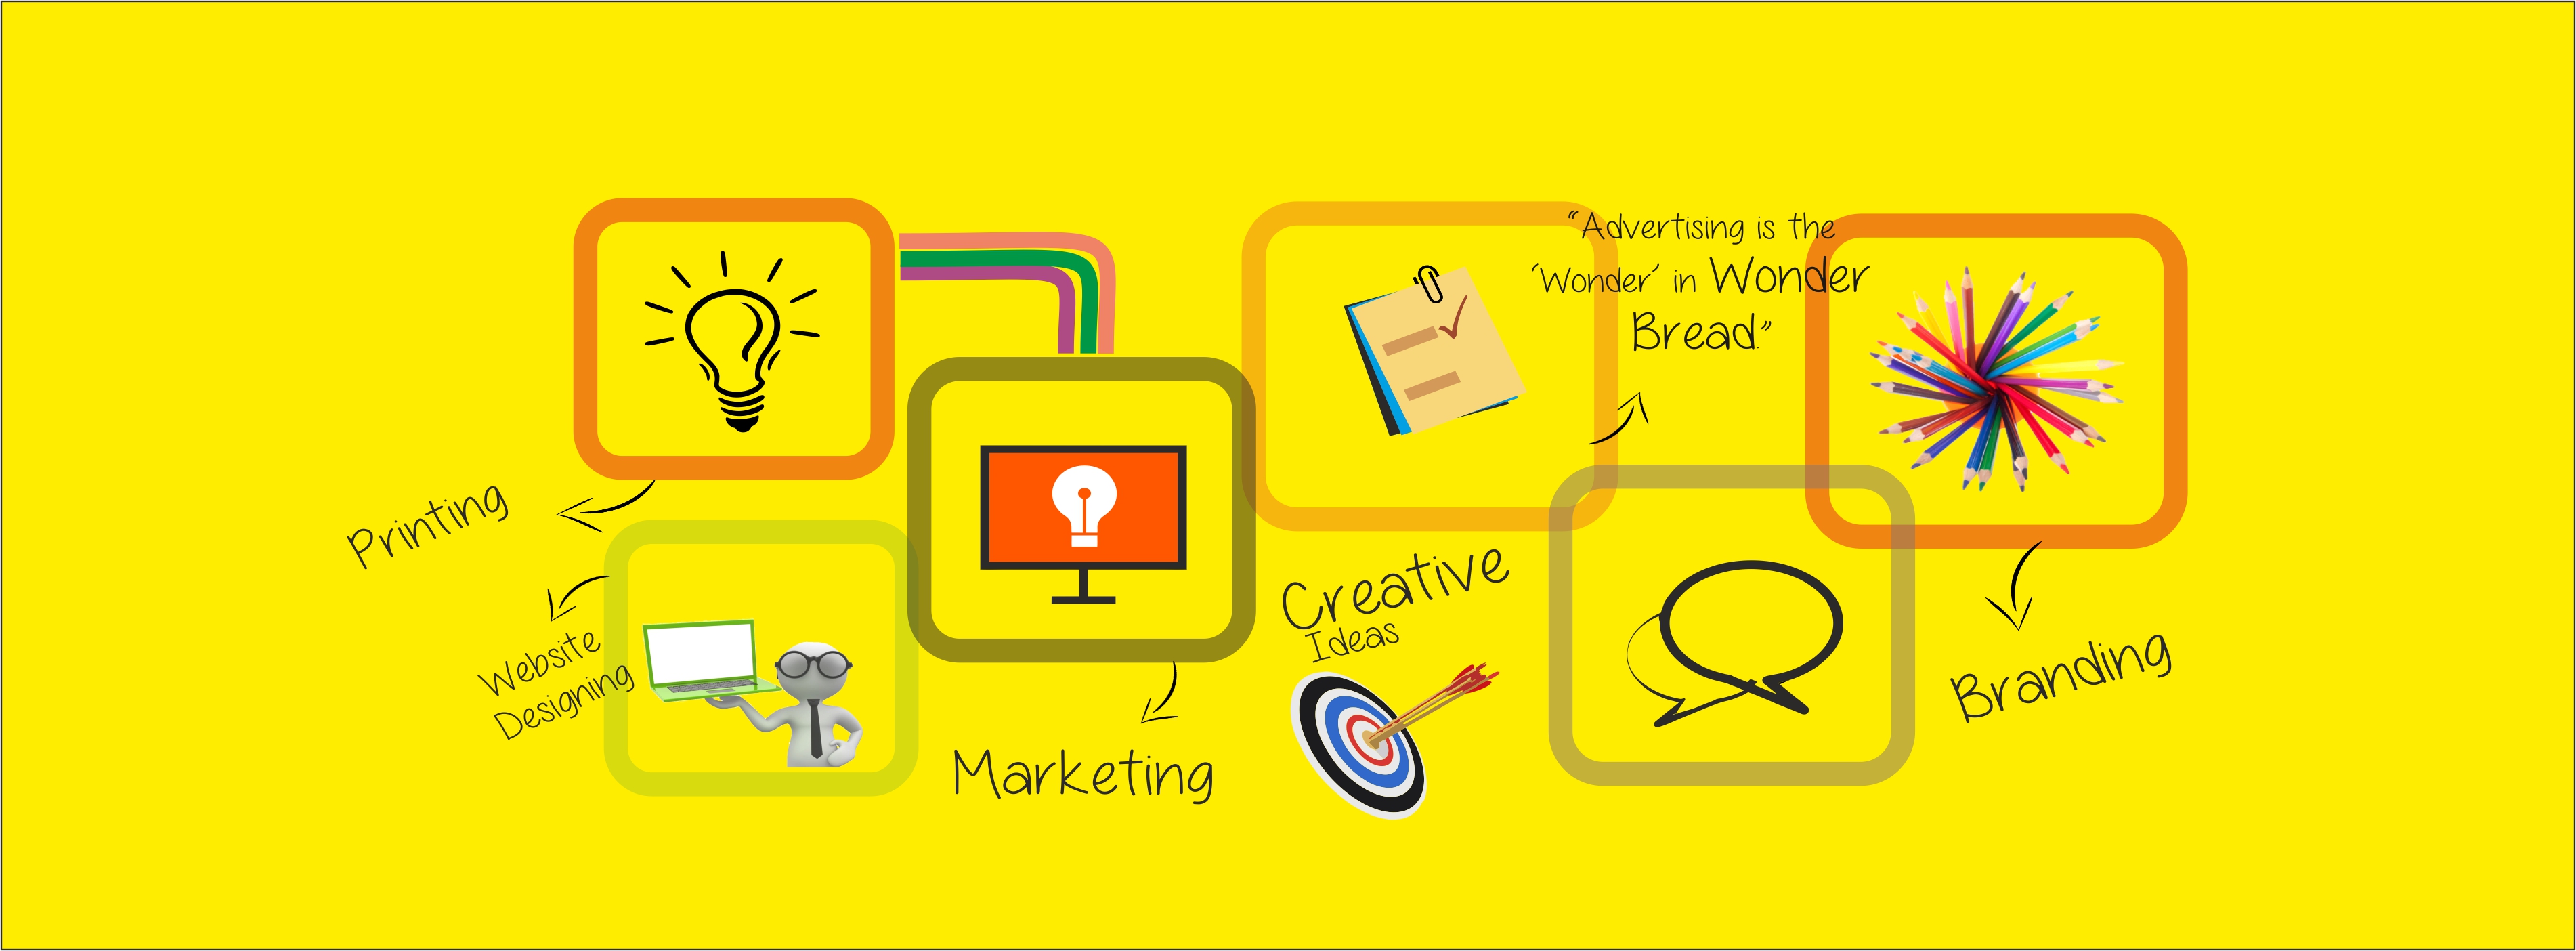 Printing
Website
Designing
Marketing
Creative
Ideas
“Advertising is the
‘Wonder’ in Wonder
Bread.”
Branding